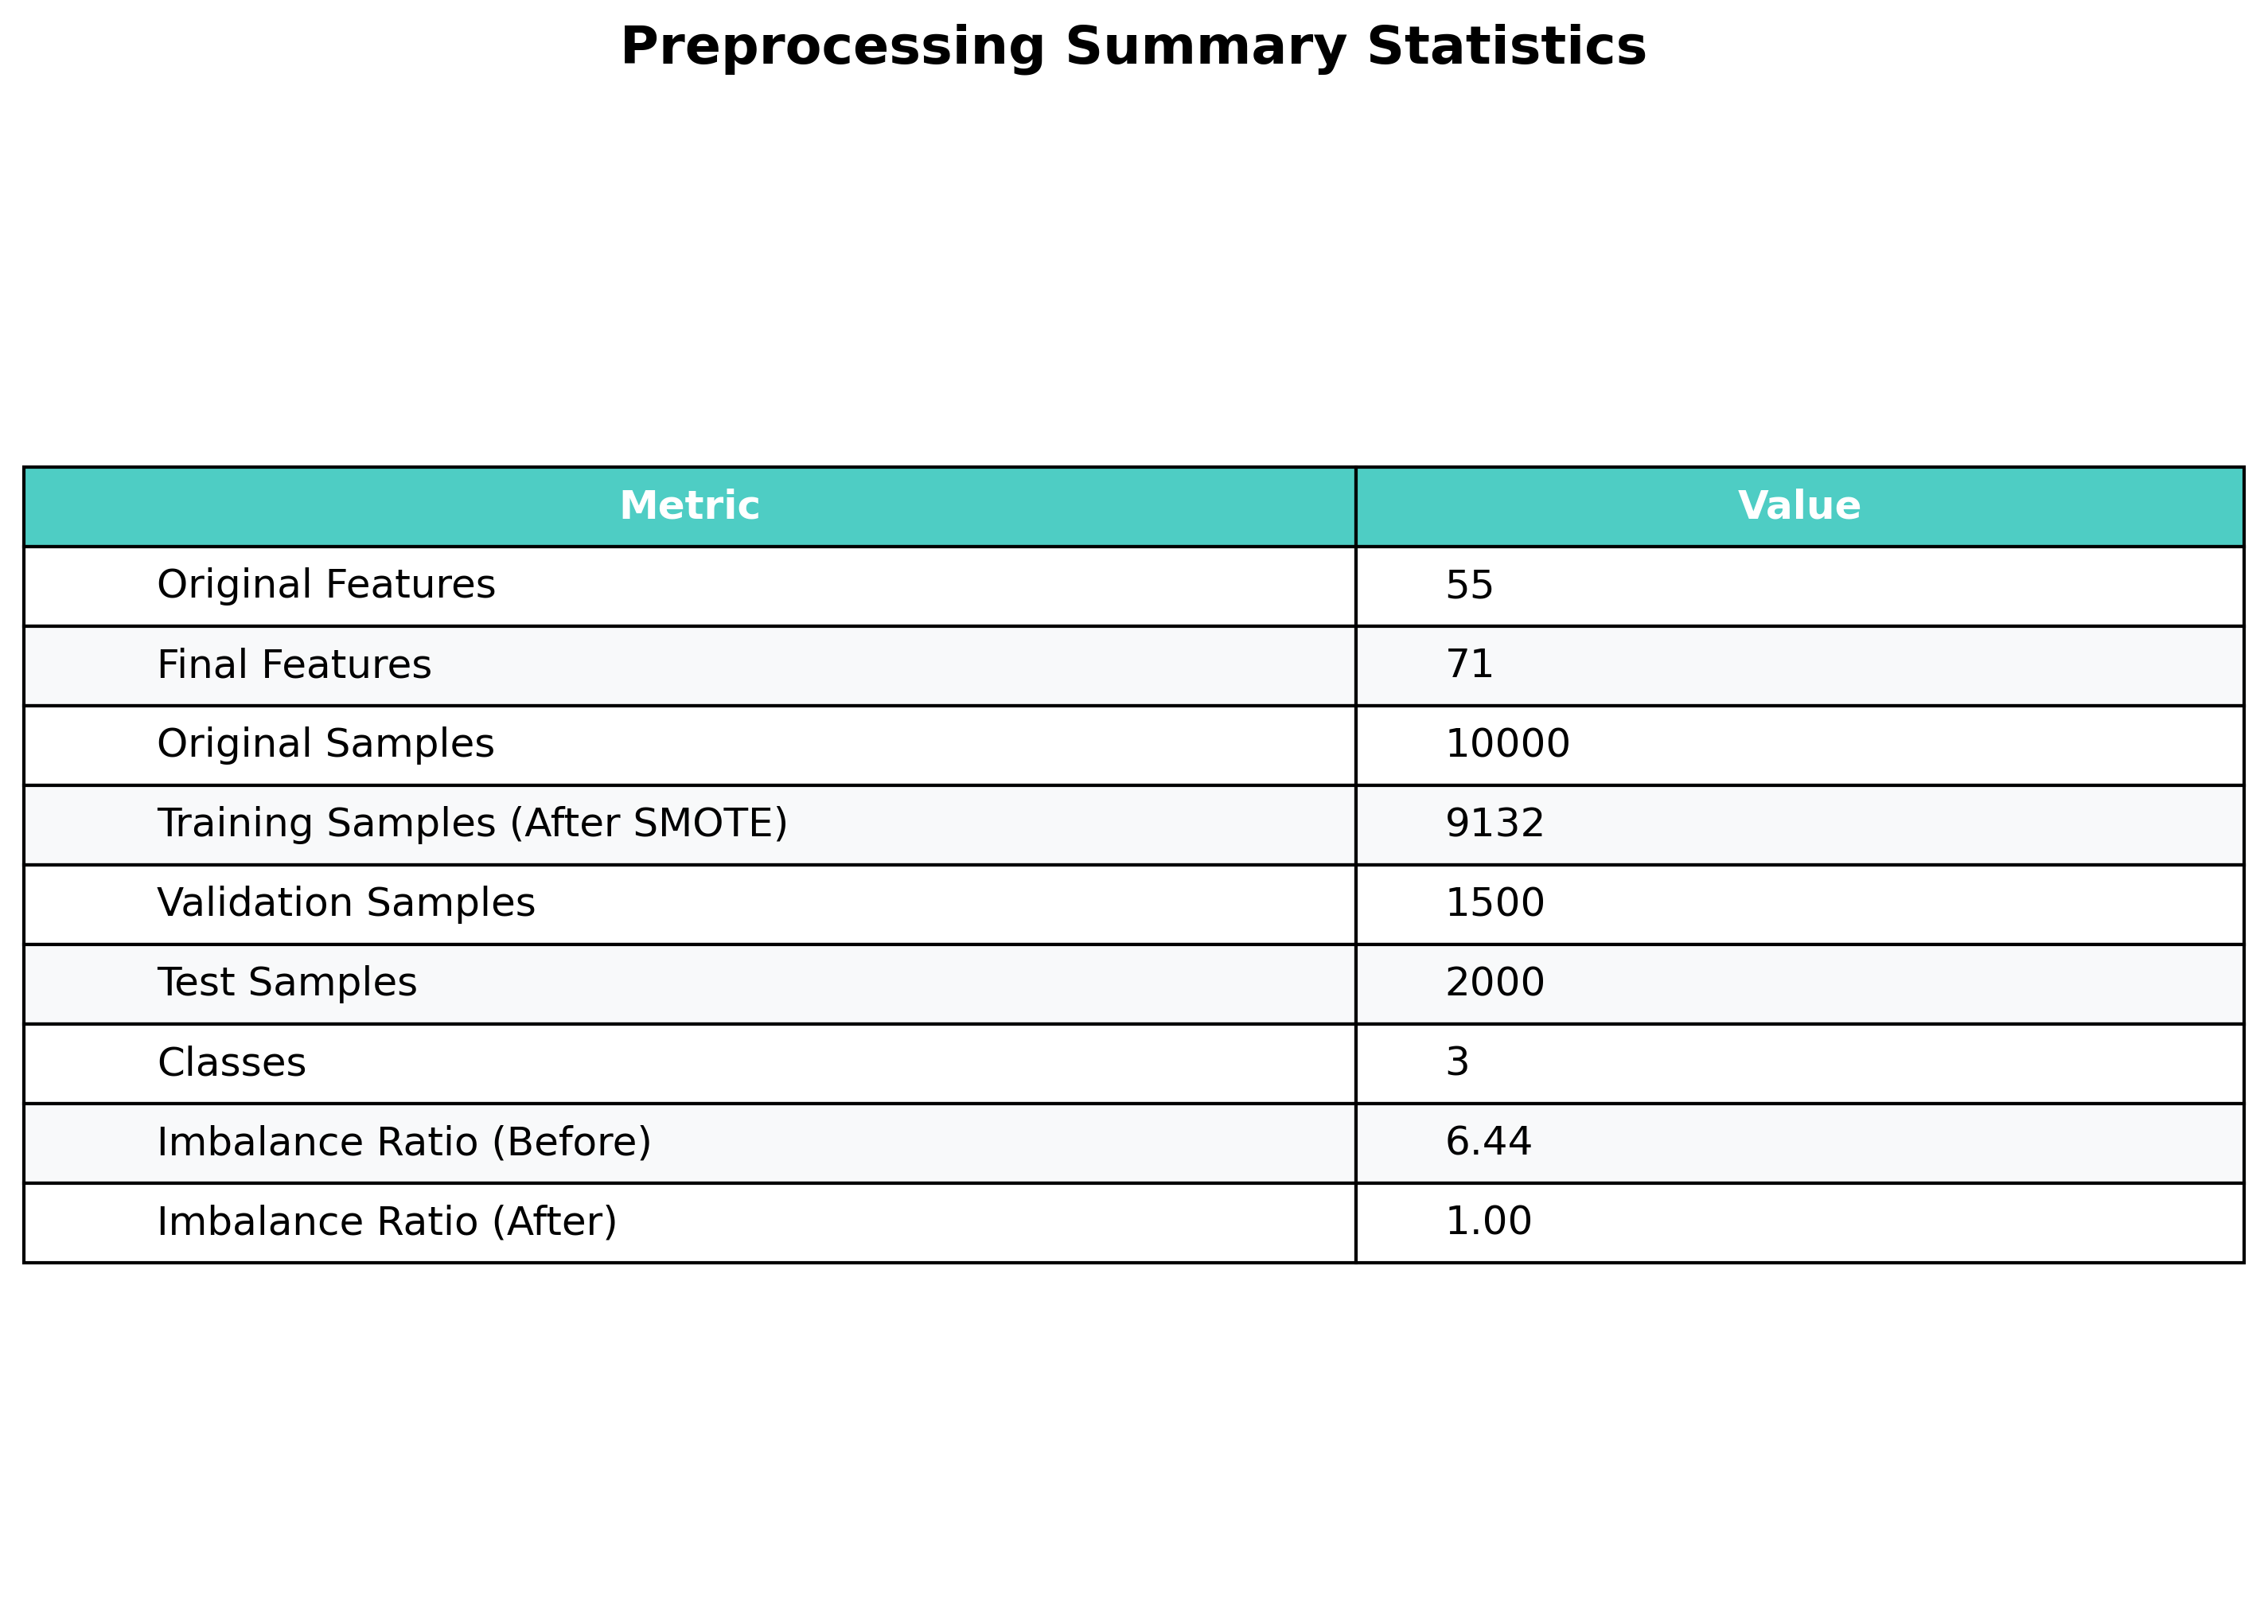 Preprocessing Summary Statistics
Metric Value
Original Features 55
Final Features 71
Original Samples 10000
Training Samples (After SMOTE) 9132
Validation Samples 1500
Test Samples 2000
Classes 3
Imbalance Ratio (Before) 6.44
Imbalance Ratio (After) 1.00